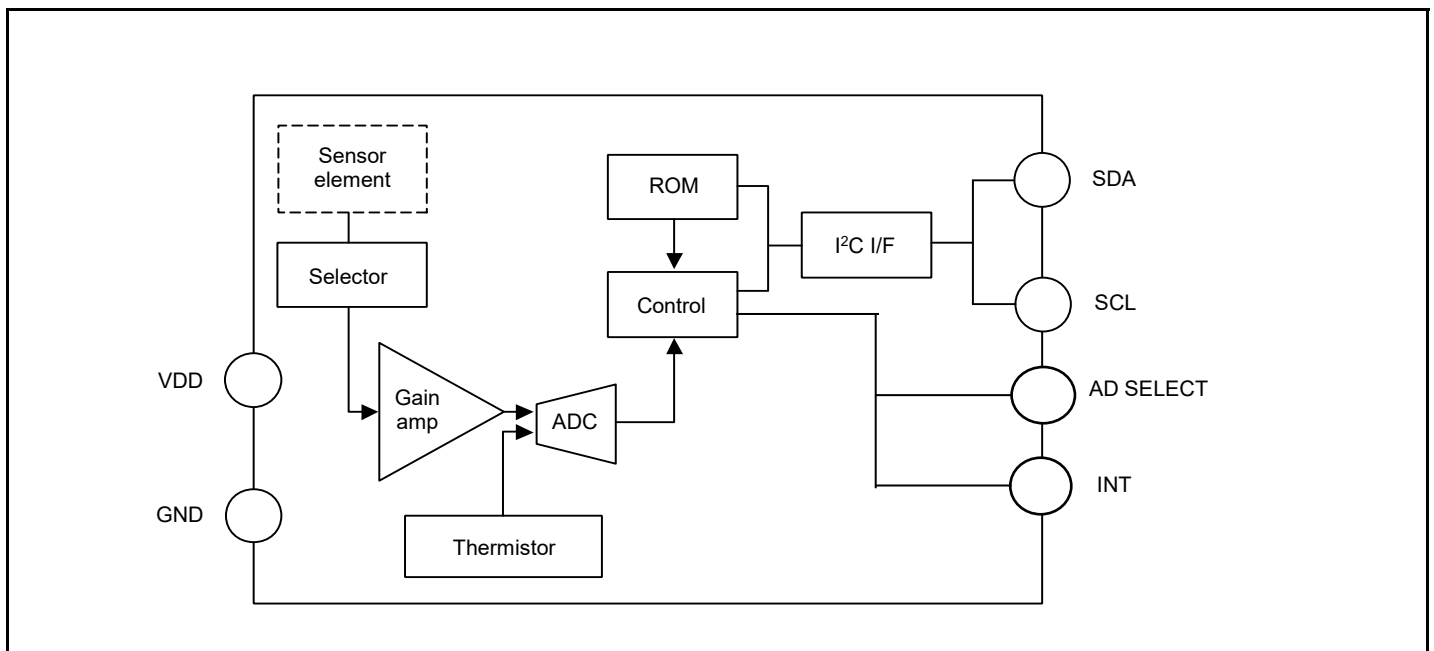 Sensor
element
ROM
SDA
I²C I/F
Selector
Control
SCL
VDD
Gain
amp
ADC
AD SELECT
INT
GND
Thermistor